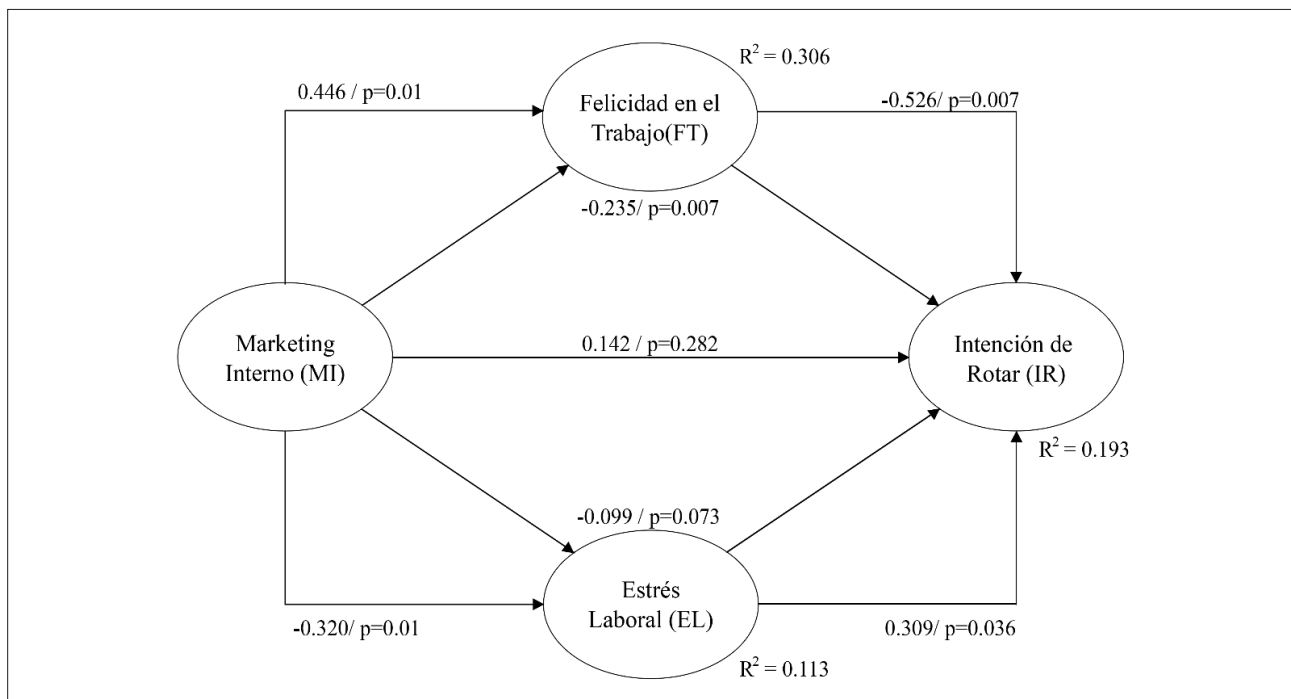 R² = 0.306
0.446 / p=0.01
-0.526/ p=0.007
Felicidad en el
Trabajo(FT)
-0.235/ p=0.007
Marketing
Interno (MI)
0.142 / p=0.282
Intención de
Rotar (IR)
R² = 0.193
-0.099 / p=0.073
Estrés
Laboral (EL)
-0.320/ p=0.01
0.309/ p=0.036
R² = 0.113